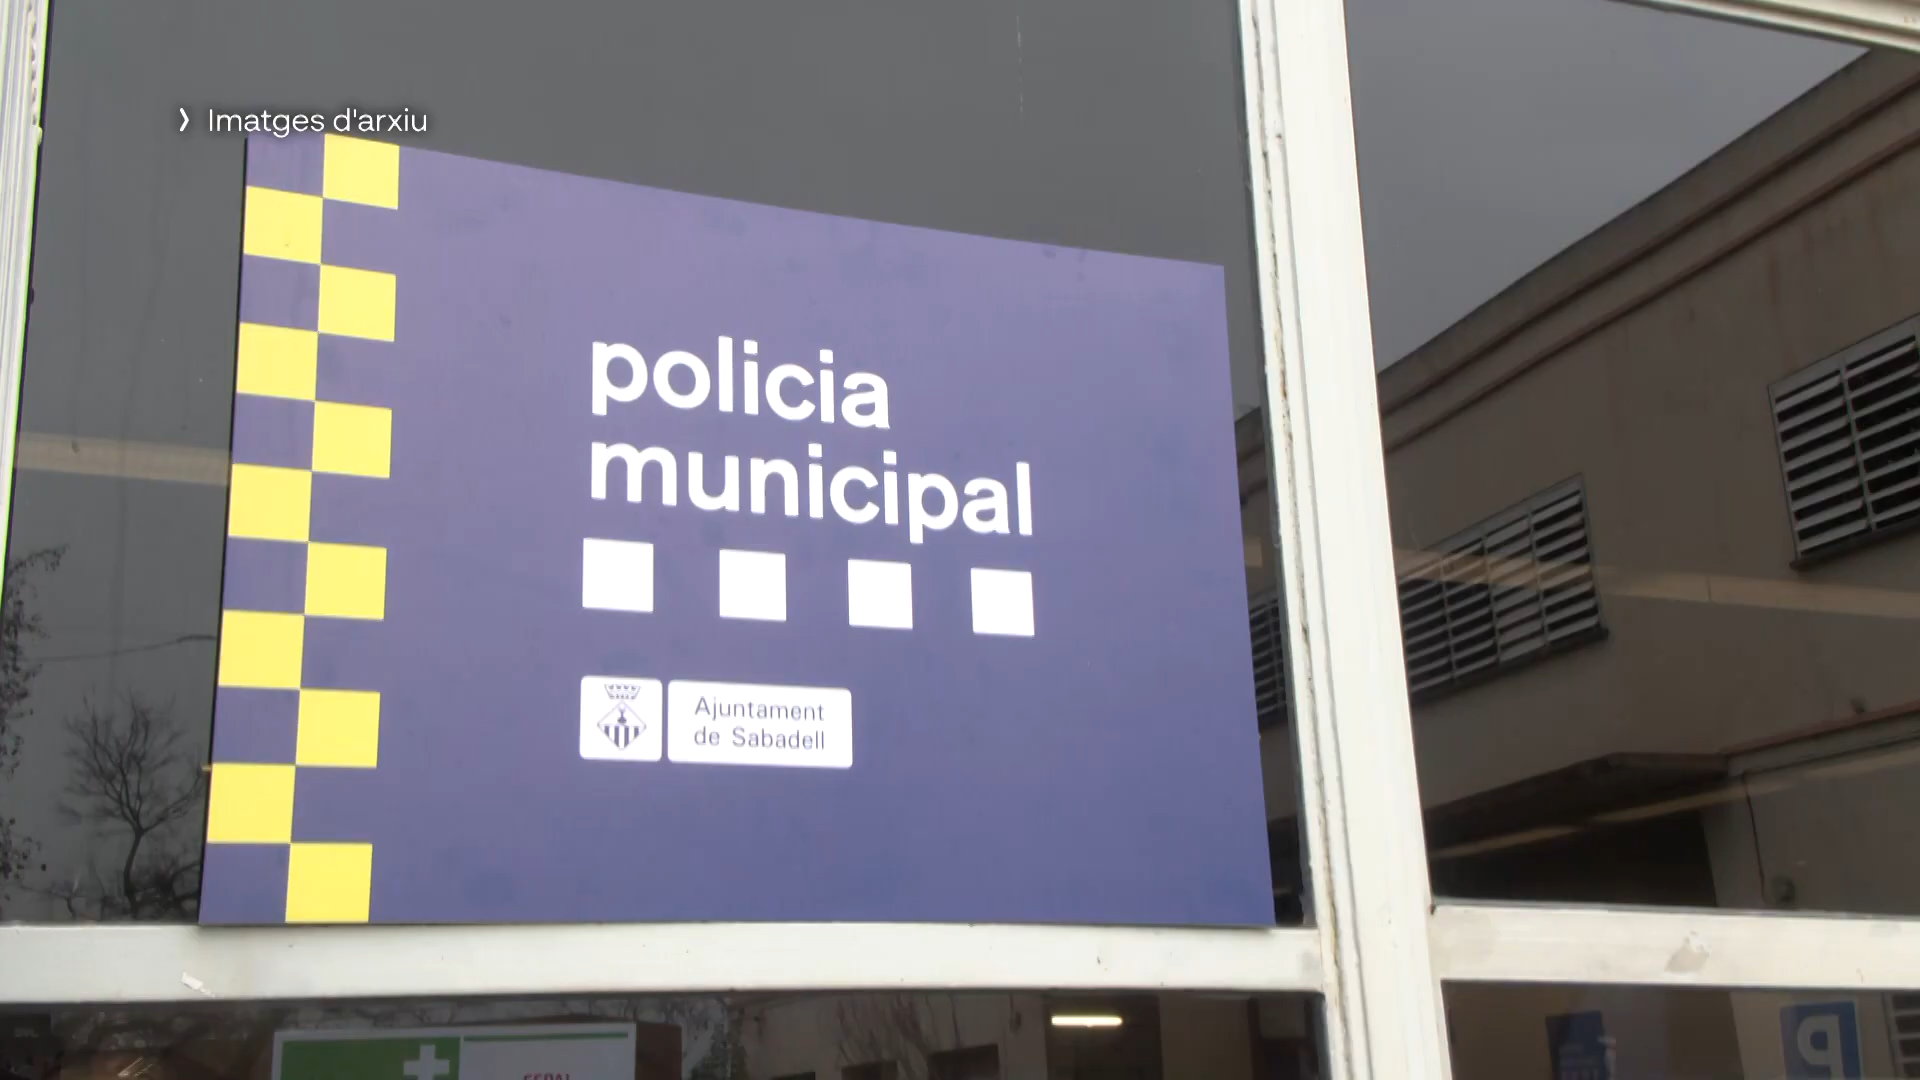 Imatges d'arxiu
policia
municipal
Ajuntament
de Sabadell
P